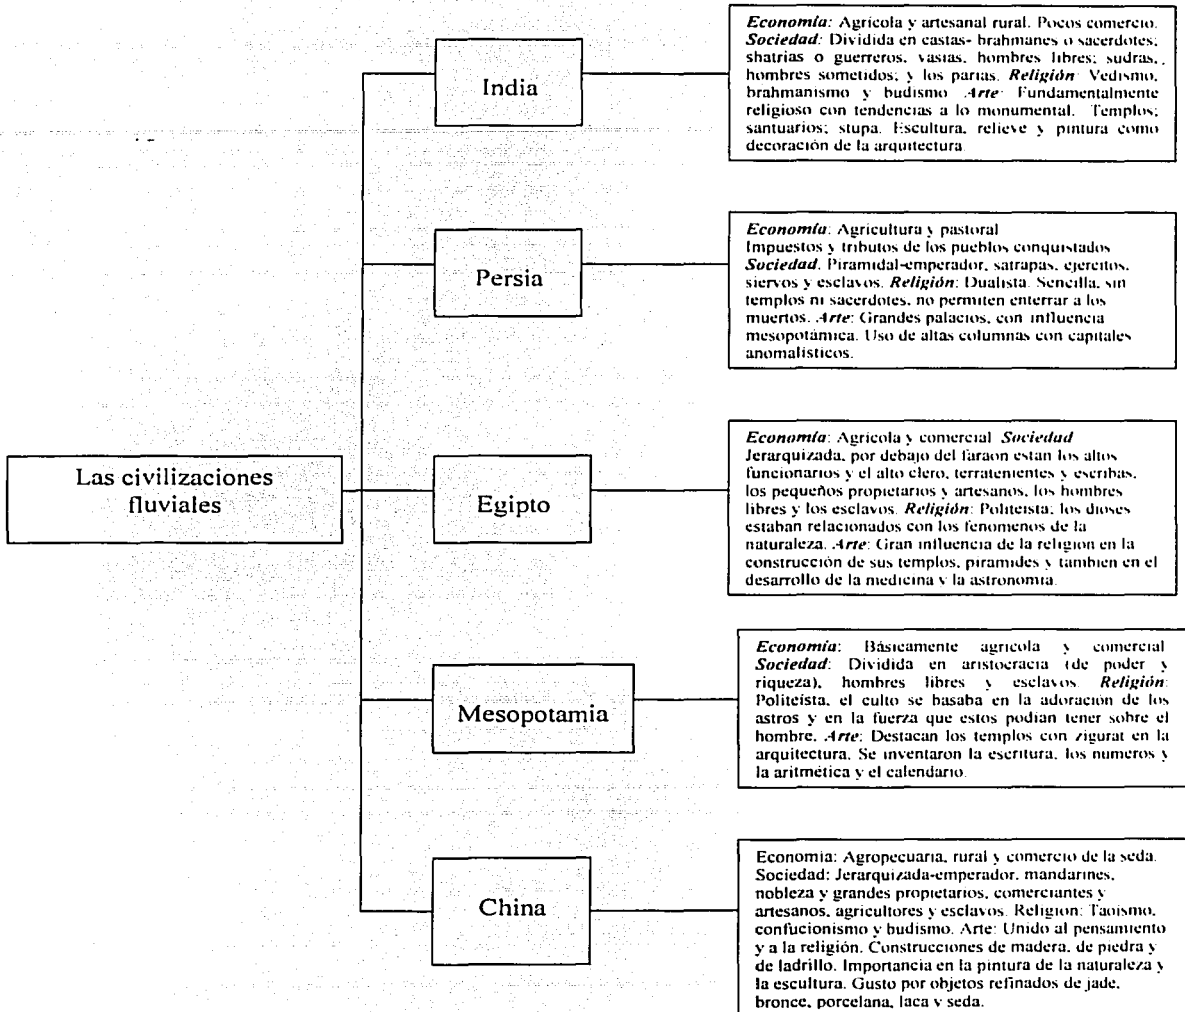 Las civilizaciones
fluviales
India
Economía: Agrícola y artesanal rural. Pocos comercio.
Sociedad: Dividida en castas- brahmanes o sacerdotes;
shatrias o guerreros, vasias, hombres libres; sudras,
hombres sometidos; y los parias. Religión: Vedismo,
brahmanismo y budismo Arte: Fundamentalmente
religioso con tendencias a lo monumental. Templos;
santuarios; stupa. Escultura, relieve y pintura como
decoración de la arquitectura.
Persia
Economía: Agricultura y pastoral
Impuestos y tributos de los pueblos conquistados
Sociedad. Piramidal-emperador, satrapas, ejercitos,
siervos y esclavos. Religión: Dualista. Sencilla, sin
templos ni sacerdotes, no permiten enterrar a los
muertos. Arte: Grandes palacios, con influencia
mesopotámica. Uso de altas columnas con capitales
anomalísticos.
Egipto
Economía: Agrícola y comercial Sociedad
Jerarquizada, por debajo del faraon estan los altos
funcionarios y el alto clero, terratenientes y escribas,
los pequeños propietarios y artesanos, los hombres
libres y los esclavos. Religión: Politeista; los dioses
estaban relacionados con los fenomenos de la
naturaleza. Arte: Gran influencia de la religion en la
construcción de sus templos, piramides y tambien en el
desarrollo de la medicina y la astronomia.
Mesopotamia
Economía: Básicamente agricola y comercial
Sociedad: Dividida en aristocracia (de poder y
riqueza), hombres libres y esclavos. Religión:
Politeísta, el culto se basaba en la adoración de los
astros y en la fuerza que estos podian tener sobre el
hombre. Arte: Destacan los templos con zigurat en la
arquitectura. Se inventaron la escritura, los numeros y
la aritmética y el calendario.
China
Economia: Agropecuaria, rural y comercio de la seda.
Sociedad: Jerarquizada-emperador, mandarines,
nobleza y grandes propietarios, comerciantes y
artesanos, agricultores y esclavos. Religion: Taoismo,
confucionismo y budismo. Arte: Unido al pensamiento
y a la religión. Construcciones de madera, de piedra y
de ladrillo. Importancia en la pintura de la naturaleza y
la escultura. Gusto por objetos refinados de jade,
bronce, porcelana, laca y seda.